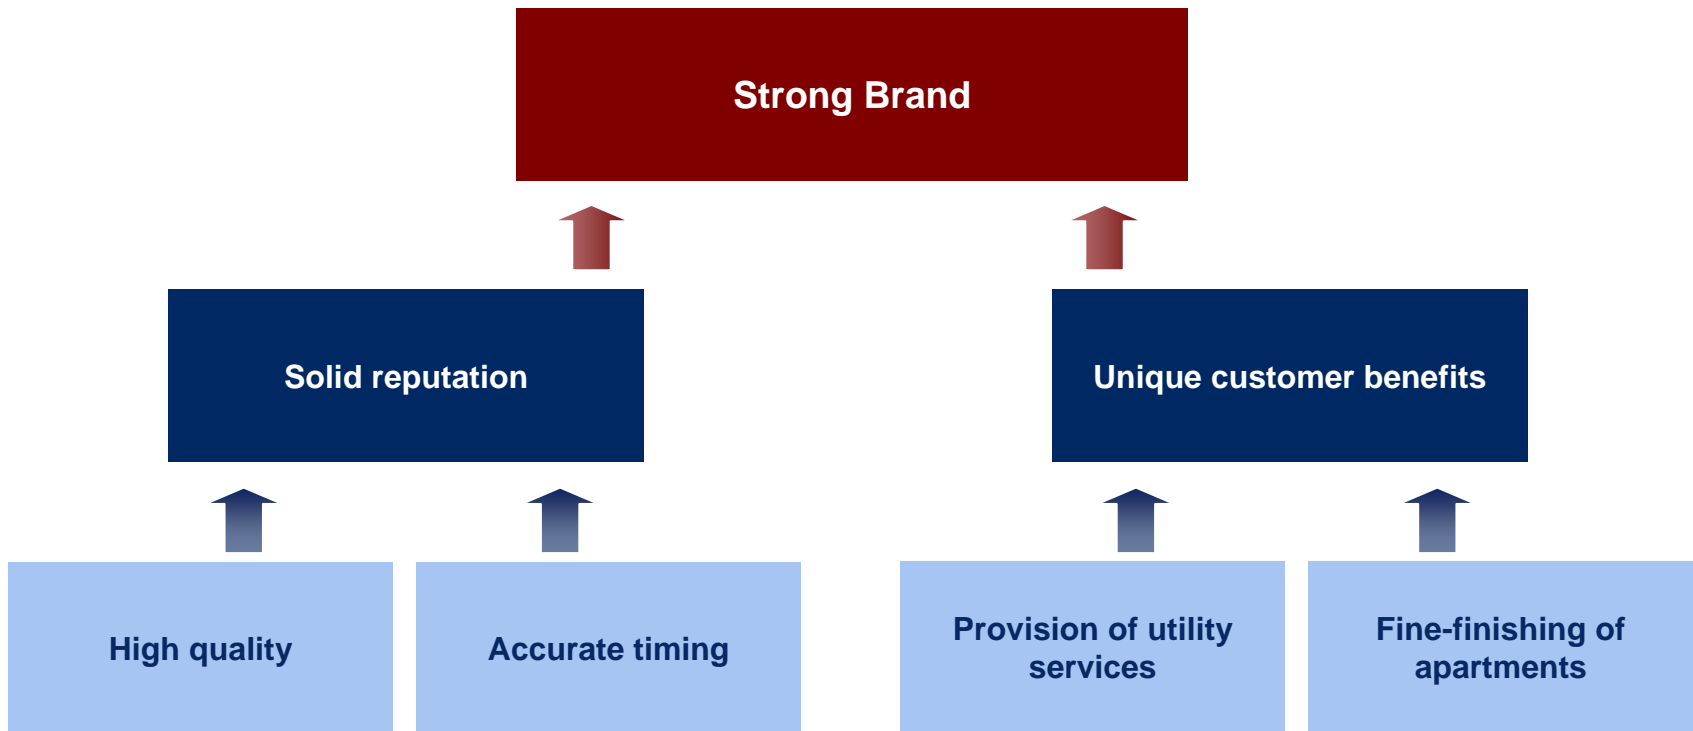 Strong Brand
Solid reputation
Unique customer benefits
High quality
Accurate timing
Provision of utility
services
Fine-finishing of
apartments